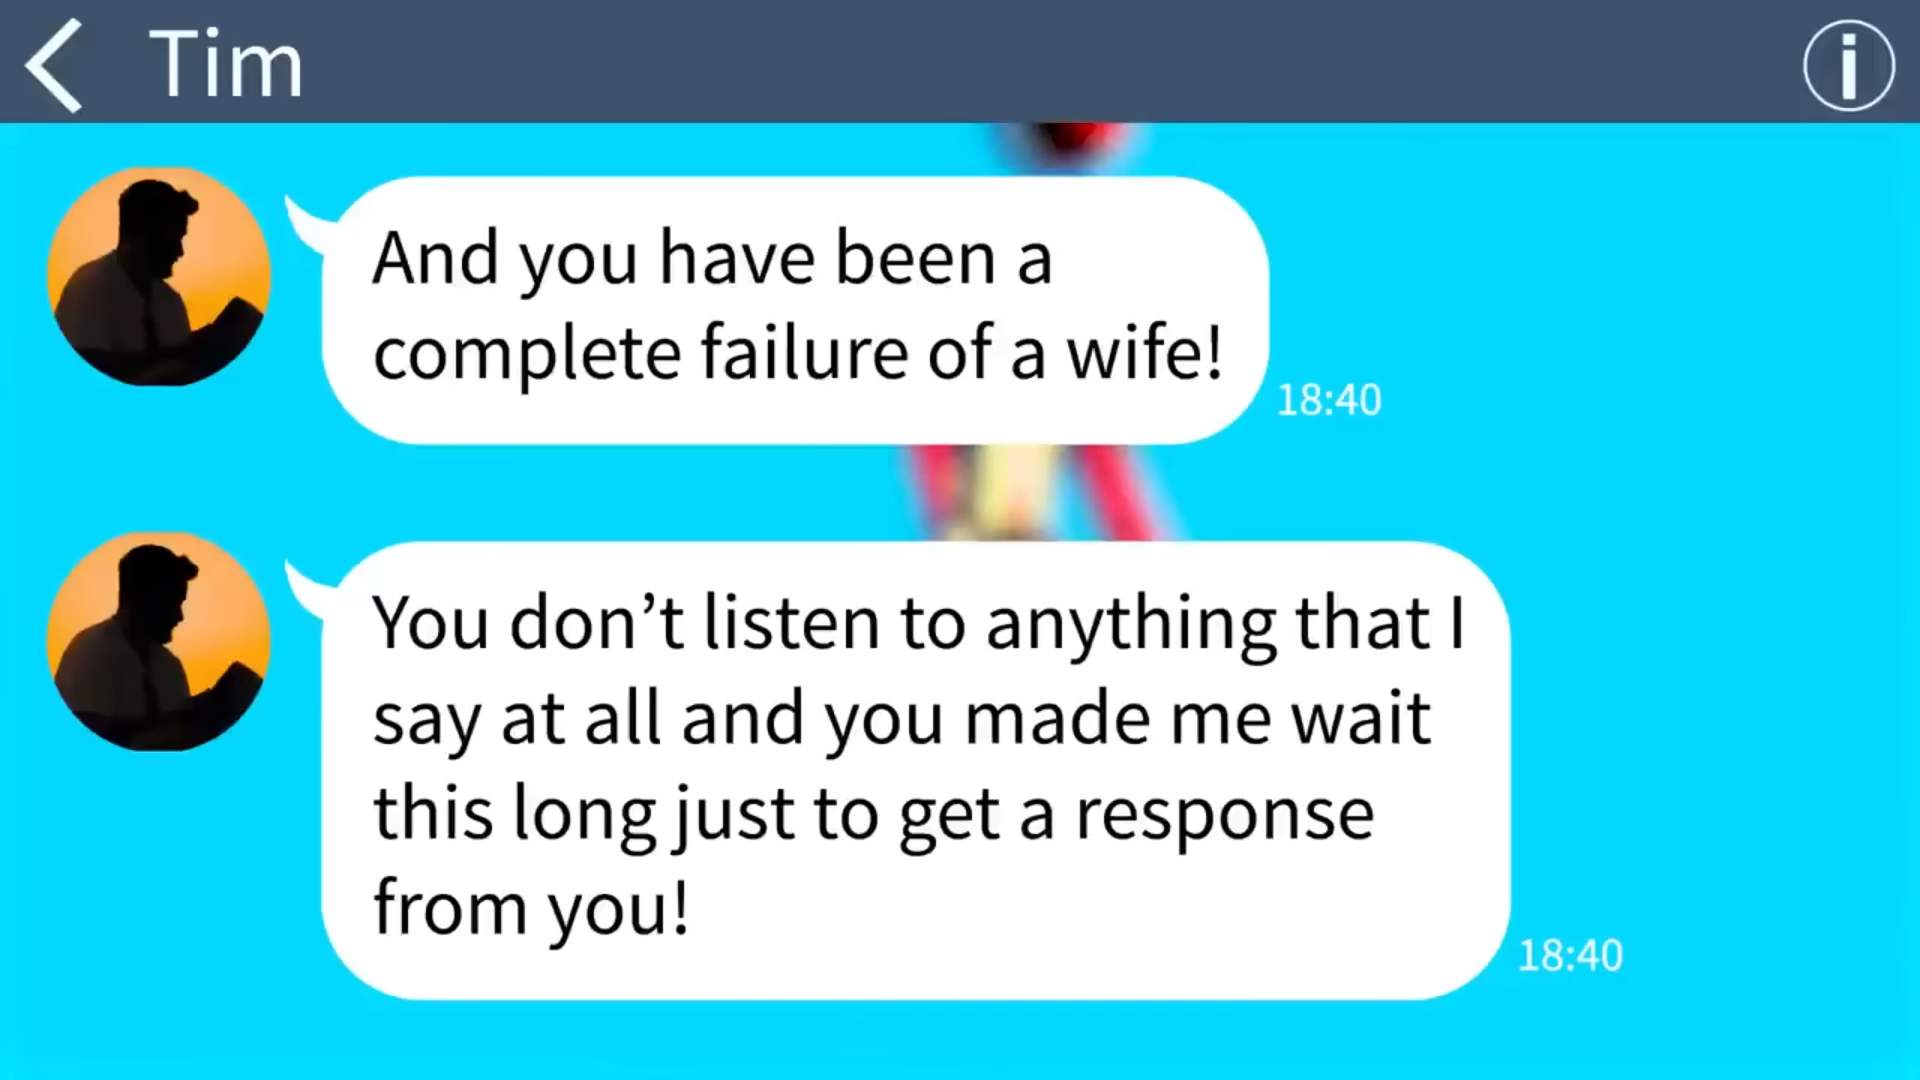 Tim
And you have been a
complete failure of a wife!
18:40
You don’t listen to anything that I
say at all and you made me wait
this long just to get a response
from you!
18:40